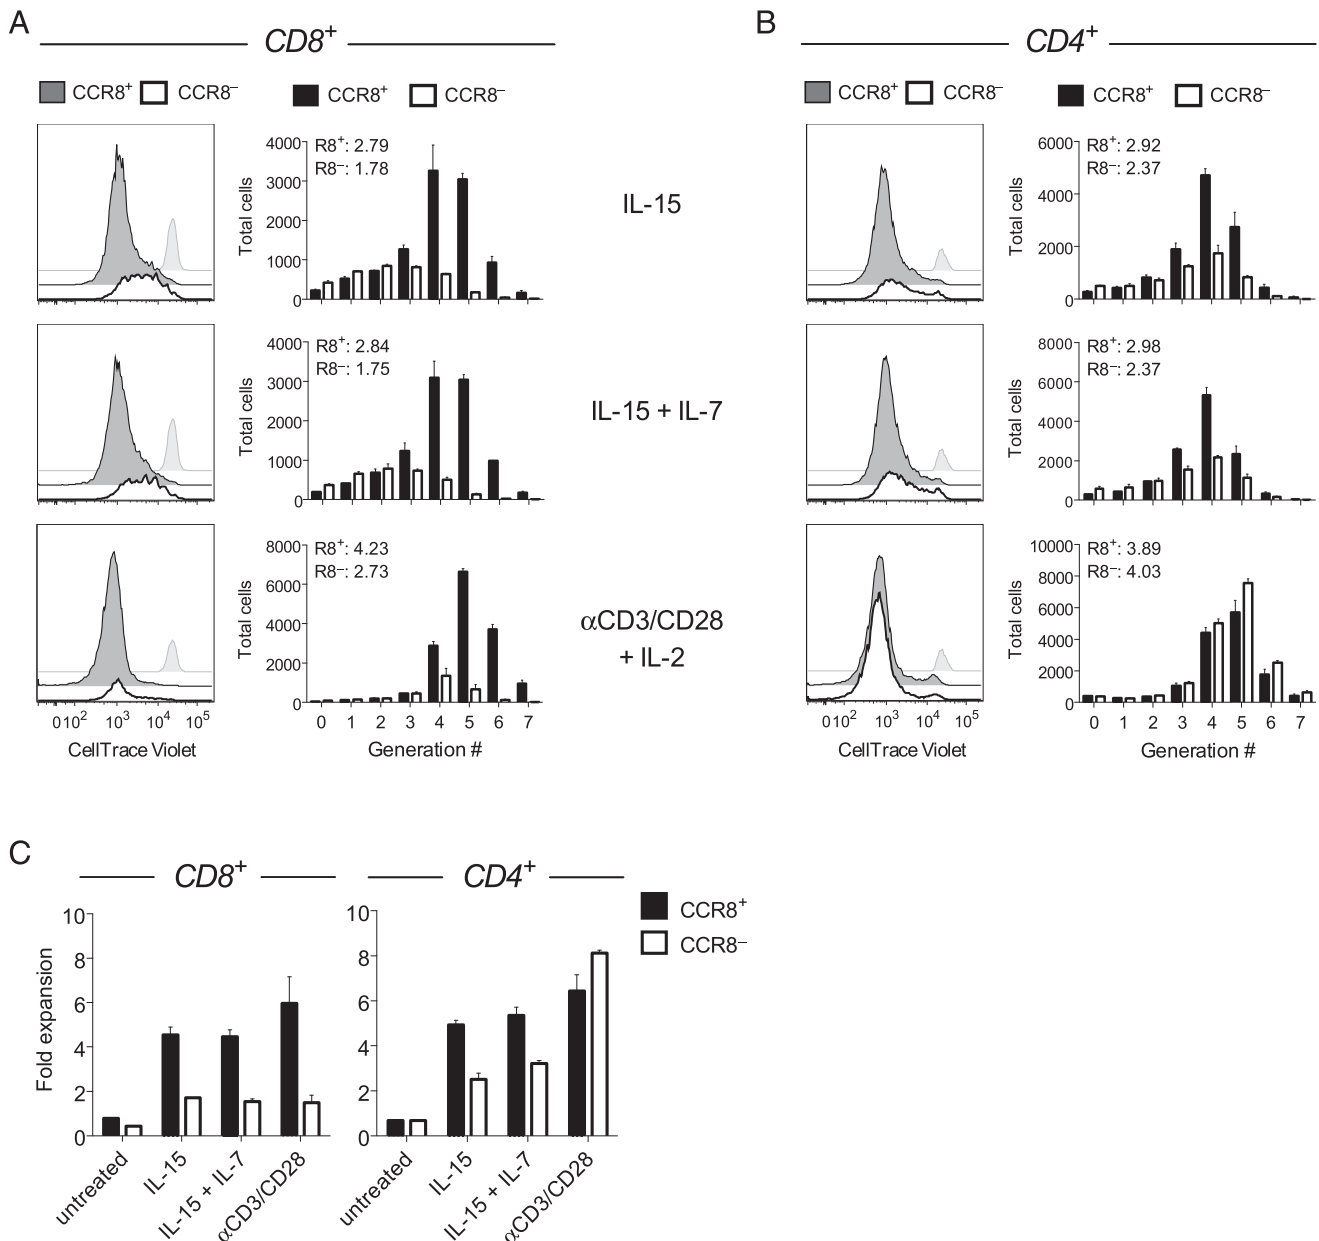 A
CD8+
CCR8+ CCR8–
CCR8+ CCR8–
4000
3000
2000
1000
0
Total cells
R8+: 2.79
R8–: 1.78
IL-15
4000
3000
2000
1000
0
Total cells
R8+: 2.84
R8–: 1.75
IL-15 + IL-7
8000
6000
4000
2000
0
Total cells
R8+: 4.23
R8–: 2.73
αCD3/CD28
+ IL-2
0 10² 10³ 10⁴ 10⁵
CellTrace Violet
0 1 2 3 4 5 6 7
Generation #
B
CD4+
CCR8+ CCR8–
CCR8+ CCR8–
6000
4000
2000
0
Total cells
R8+: 2.92
R8–: 2.37
8000
6000
4000
2000
0
Total cells
R8+: 2.98
R8–: 2.37
10000
8000
6000
4000
2000
0
Total cells
R8+: 3.89
R8–: 4.03
0 10² 10³ 10⁴ 10⁵
CellTrace Violet
0 1 2 3 4 5 6 7
Generation #
C
CD8+
CD4+
CCR8+
CCR8–
Fold expansion
10
8
6
4
2
0
untreated
IL-15
IL-15 + IL-7
αCD3/CD28
10
8
6
4
2
0
untreated
IL-15
IL-15 + IL-7
αCD3/CD28